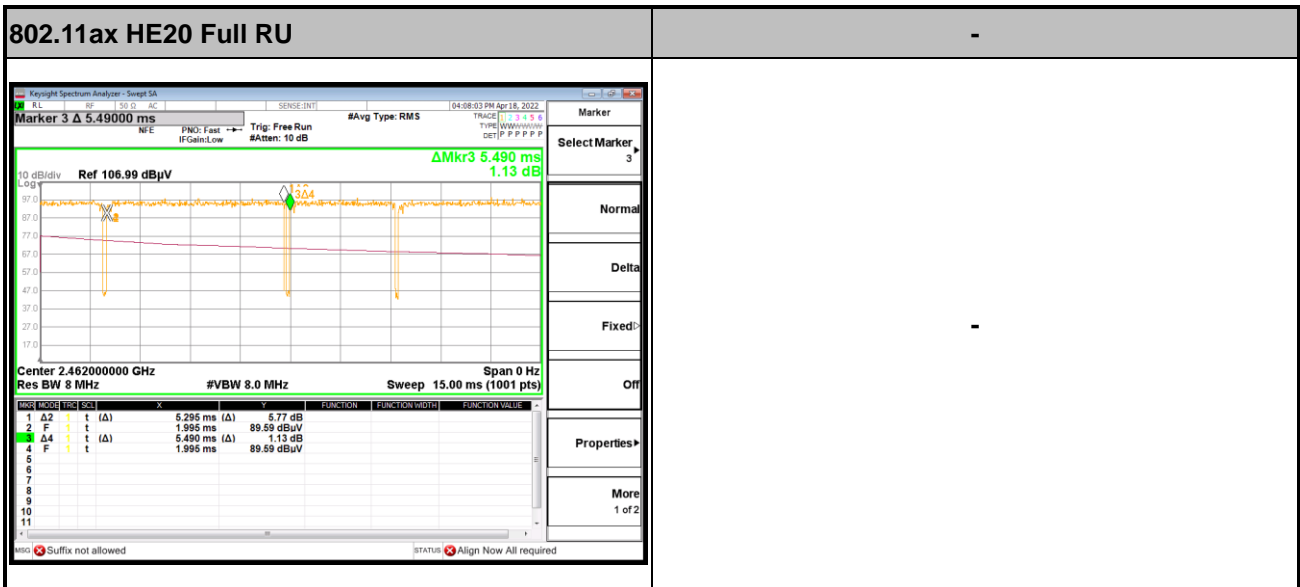 802.11ax HE20 Full RU
-
Keysight Spectrum Analyzer - Swept SA
RL RF 50 Ω AC SENSE:INT 04:08:03 PM Apr 18, 2022
Marker 3 Δ 5.49000 ms
NFE
PNO: Fast
IFGain:Low
Trig: Free Run
#Atten: 10 dB
#Avg Type: RMS
TRACE 1 2 3 4 5 6
TYPE WWWWWW
DET P P P P P P
ΔMkr3 5.490 ms
1.13 dB
10 dB/div Ref 106.99 dBµV
Log
97.0
87.0
77.0
67.0
57.0
47.0
37.0
27.0
17.0
3Δ4
Center 2.462000000 GHz Span 0 Hz
Res BW 8 MHz #VBW 8.0 MHz Sweep 15.00 ms (1001 pts)
MKR MODE TRC SCL X Y FUNCTION FUNCTION WIDTH FUNCTION VALUE
1 Δ2 1 t (Δ) 5.295 ms (Δ) 5.77 dB
2 F 1 t 1.995 ms 89.59 dBµV
3 Δ4 1 t (Δ) 5.490 ms (Δ) 1.13 dB
4 F 1 t 1.995 ms 89.59 dBµV
5
6
7
8
9
10
11
MSG Suffix not allowed STATUS Align Now All required
Marker
Select Marker
3
Normal
Delta
Fixed
Off
Properties
More
1 of 2
-